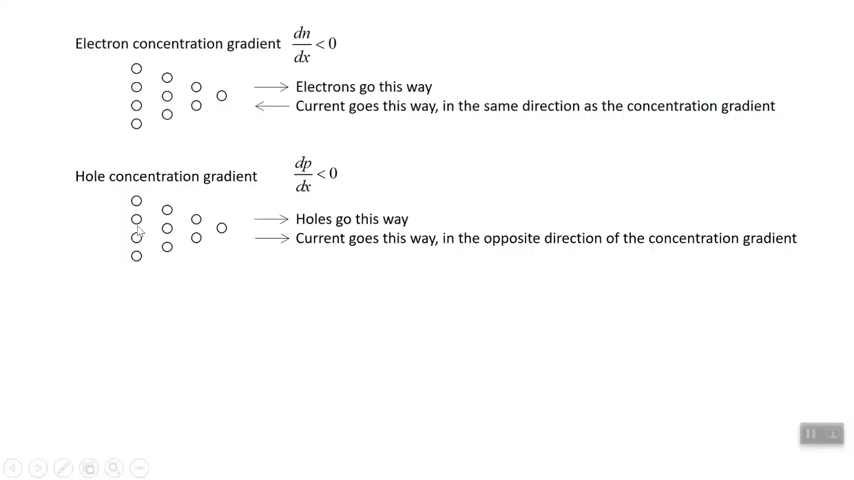 Electron concentration gradient dn/dx < 0
Electrons go this way
Current goes this way, in the same direction as the concentration gradient
Hole concentration gradient dp/dx < 0
Holes go this way
Current goes this way, in the opposite direction of the concentration gradient